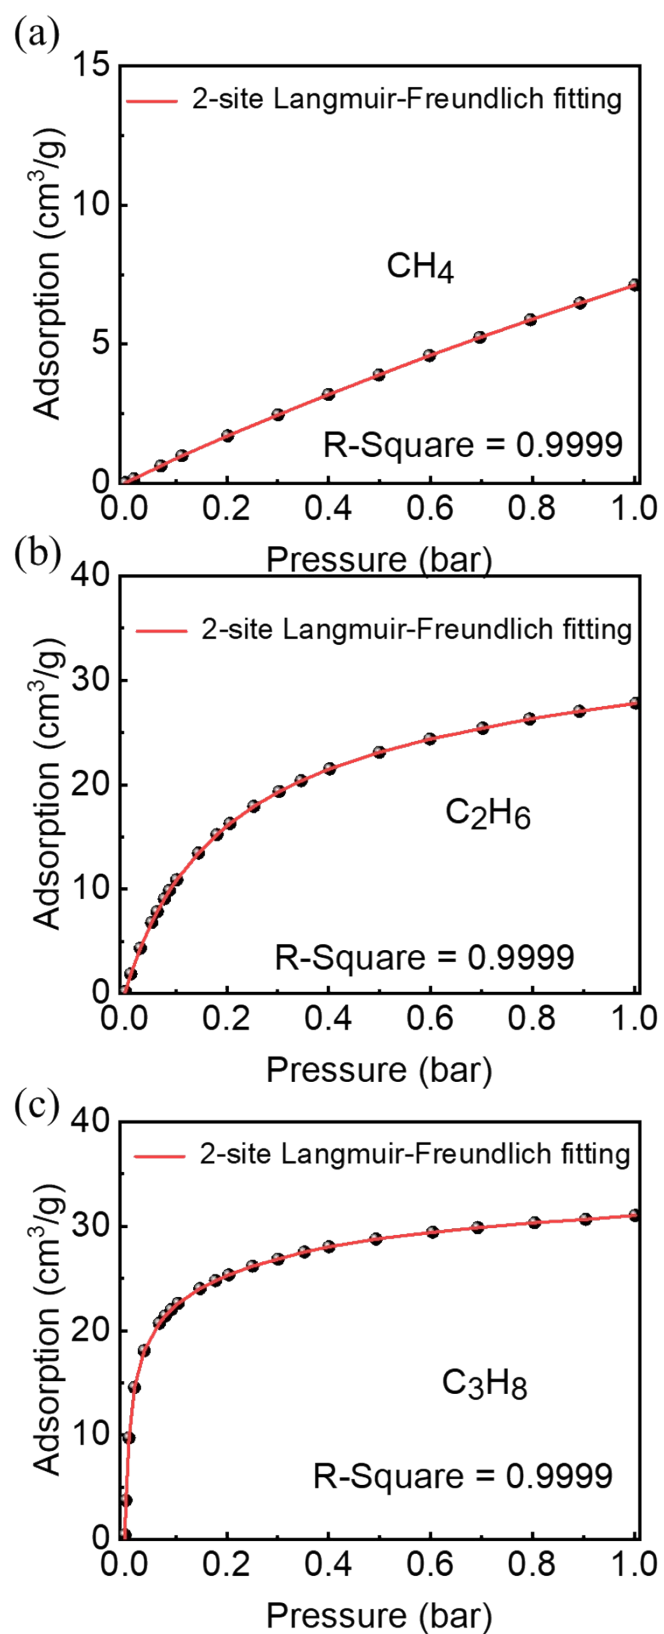 (a)
15
2-site Langmuir-Freundlich fitting
10
CH4
5
R-Square = 0.9999
0
0.0 0.2 0.4 0.6 0.8 1.0
Pressure (bar)
Adsorption (cm³/g)
(b)
40
2-site Langmuir-Freundlich fitting
30
20
C2H6
10
R-Square = 0.9999
0
0.0 0.2 0.4 0.6 0.8 1.0
Pressure (bar)
Adsorption (cm³/g)
(c)
40
2-site Langmuir-Freundlich fitting
30
20
C3H8
10
R-Square = 0.9999
0
0.0 0.2 0.4 0.6 0.8 1.0
Pressure (bar)
Adsorption (cm³/g)